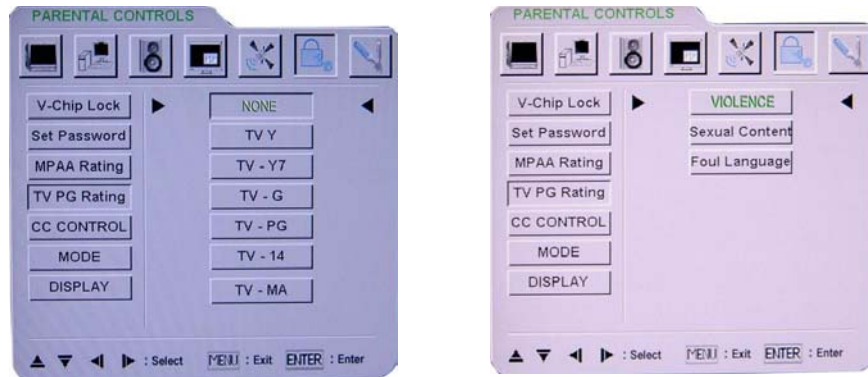 PARENTAL CONTROLS
V-Chip Lock
NONE
Set Password
TV Y
MPAA Rating
TV - Y7
TV PG Rating
TV - G
CC CONTROL
TV - PG
MODE
TV - 14
DISPLAY
TV - MA
: Select MENU : Exit ENTER : Enter
PARENTAL CONTROLS
V-Chip Lock
VIOLENCE
Set Password
Sexual Content
MPAA Rating
Foul Language
TV PG Rating
CC CONTROL
MODE
DISPLAY
: Select MENU : Exit ENTER : Enter